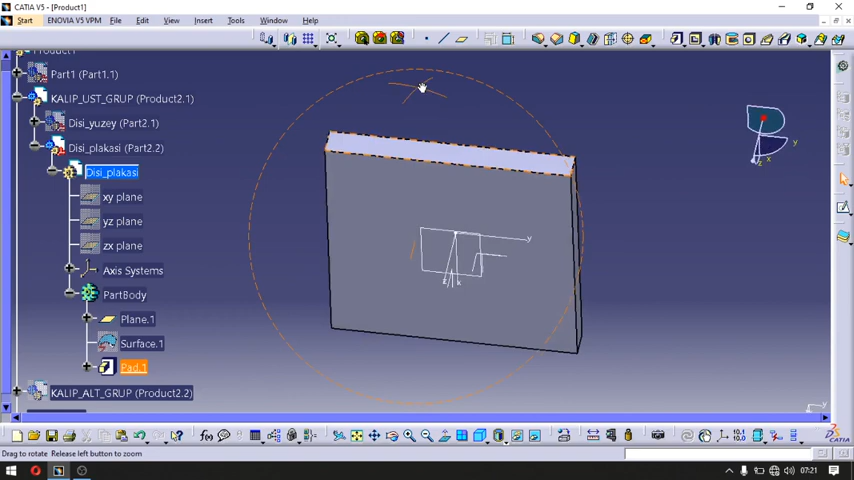 CATIA V5 - [Product1]
Start ENOVIA V5 VPM File Edit View Insert Tools Window Help
Product1
Part1 (Part1.1)
KALIP_UST_GRUP (Product2.1)
Disi_yuzey (Part2.1)
Disi_plakasi (Part2.2)
Disi_plakasi
xy plane
yz plane
zx plane
Axis Systems
PartBody
Plane.1
Surface.1
Pad.1
KALIP_ALT_GRUP (Product2.2)
y
z x
y
x
z
Drag to rotate Release left button to zoom
07:21